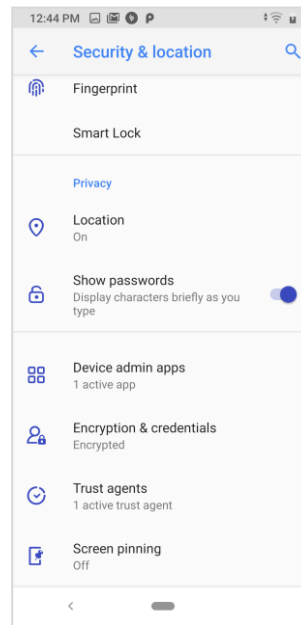 12:44 PM
Security & location
Fingerprint
Smart Lock
Privacy
Location
On
Show passwords
Display characters briefly as you
type
Device admin apps
1 active app
Encryption & credentials
Encrypted
Trust agents
1 active trust agent
Screen pinning
Off